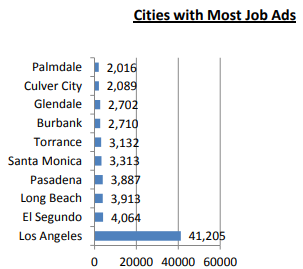 Cities with Most Job Ads
Palmdale 2,016
Culver City 2,089
Glendale 2,702
Burbank 2,710
Torrance 3,132
Santa Monica 3,313
Pasadena 3,887
Long Beach 3,913
El Segundo 4,064
Los Angeles 41,205
0 20000 40000 60000